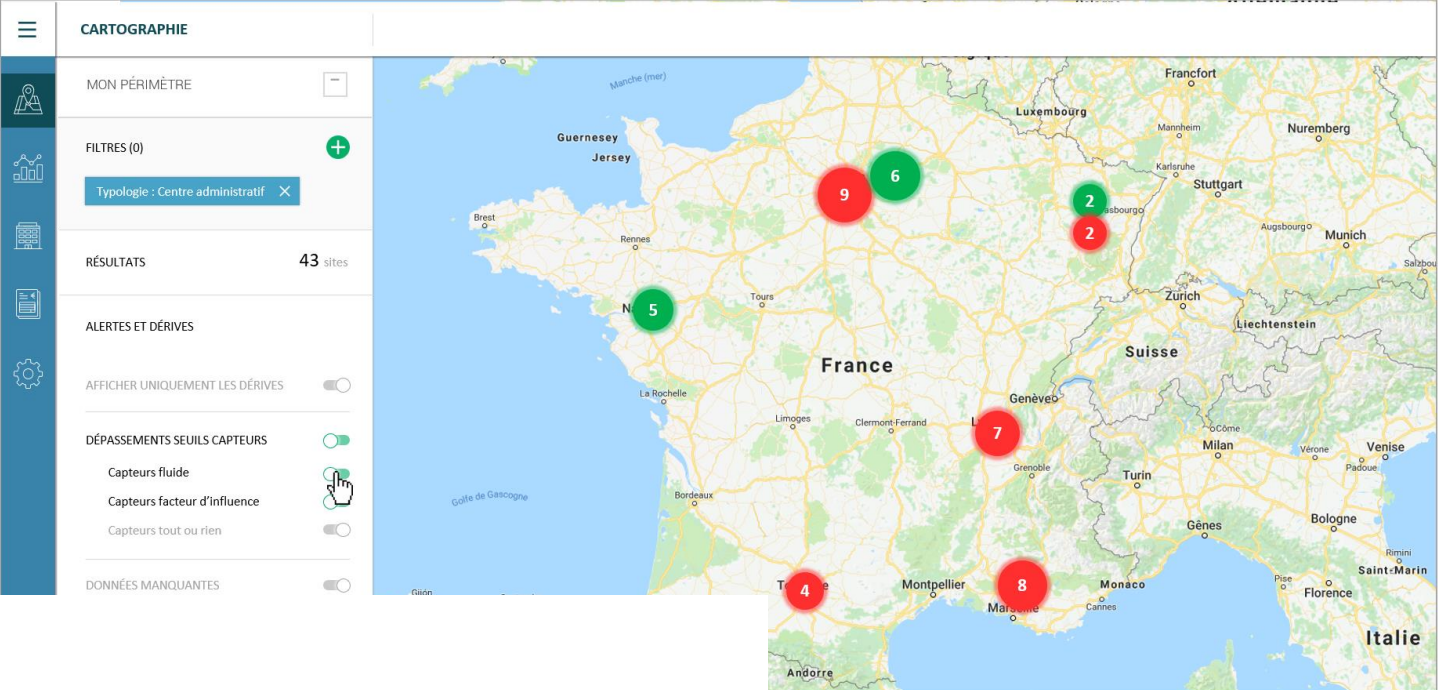 CARTOGRAPHIE
MON PÉRIMÈTRE
FILTRES (0)
Typologie : Centre administratif
RÉSULTATS 43 sites
ALERTES ET DÉRIVES
AFFICHER UNIQUEMENT LES DÉRIVES
DÉPASSEMENTS SEUILS CAPTEURS
Capteurs fluide
Capteurs facteur d'influence
Capteurs tout ou rien
DONNÉES MANQUANTES
Manche (mer)
Francfort
Luxembourg
Mannheim
Nuremberg
Guernesey
Jersey
Karlsruhe
Stuttgart
6
9
2
2
Brest
Rennes
Augsbourg
Munich
Tours
5
Zurich
Liechtenstein
Suisse
France
La Rochelle
Genève
Limoges
Clermont-Ferrand
7
Côme
Milan
Vérone
Venise
Padoue
Grenoble
Turin
Golfe de Gascogne
Bordeaux
Gênes
Bologne
Rimini
Saint-Marin
Pise
Florence
Gijón
4
Montpellier
8
Monaco
Cannes
Italie
Andorre